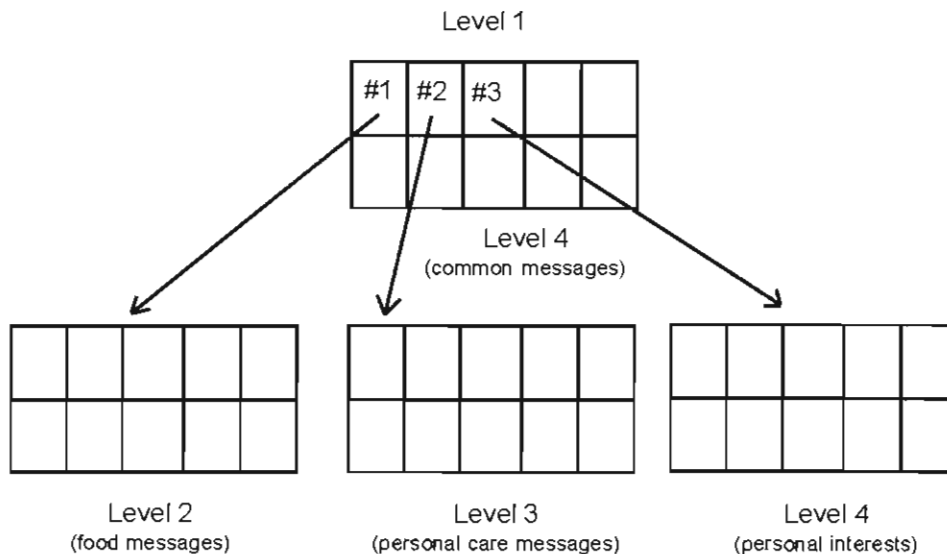 Level 1
#1 #2 #3
Level 4
(common messages)
Level 2
(food messages)
Level 3
(personal care messages)
Level 4
(personal interests)